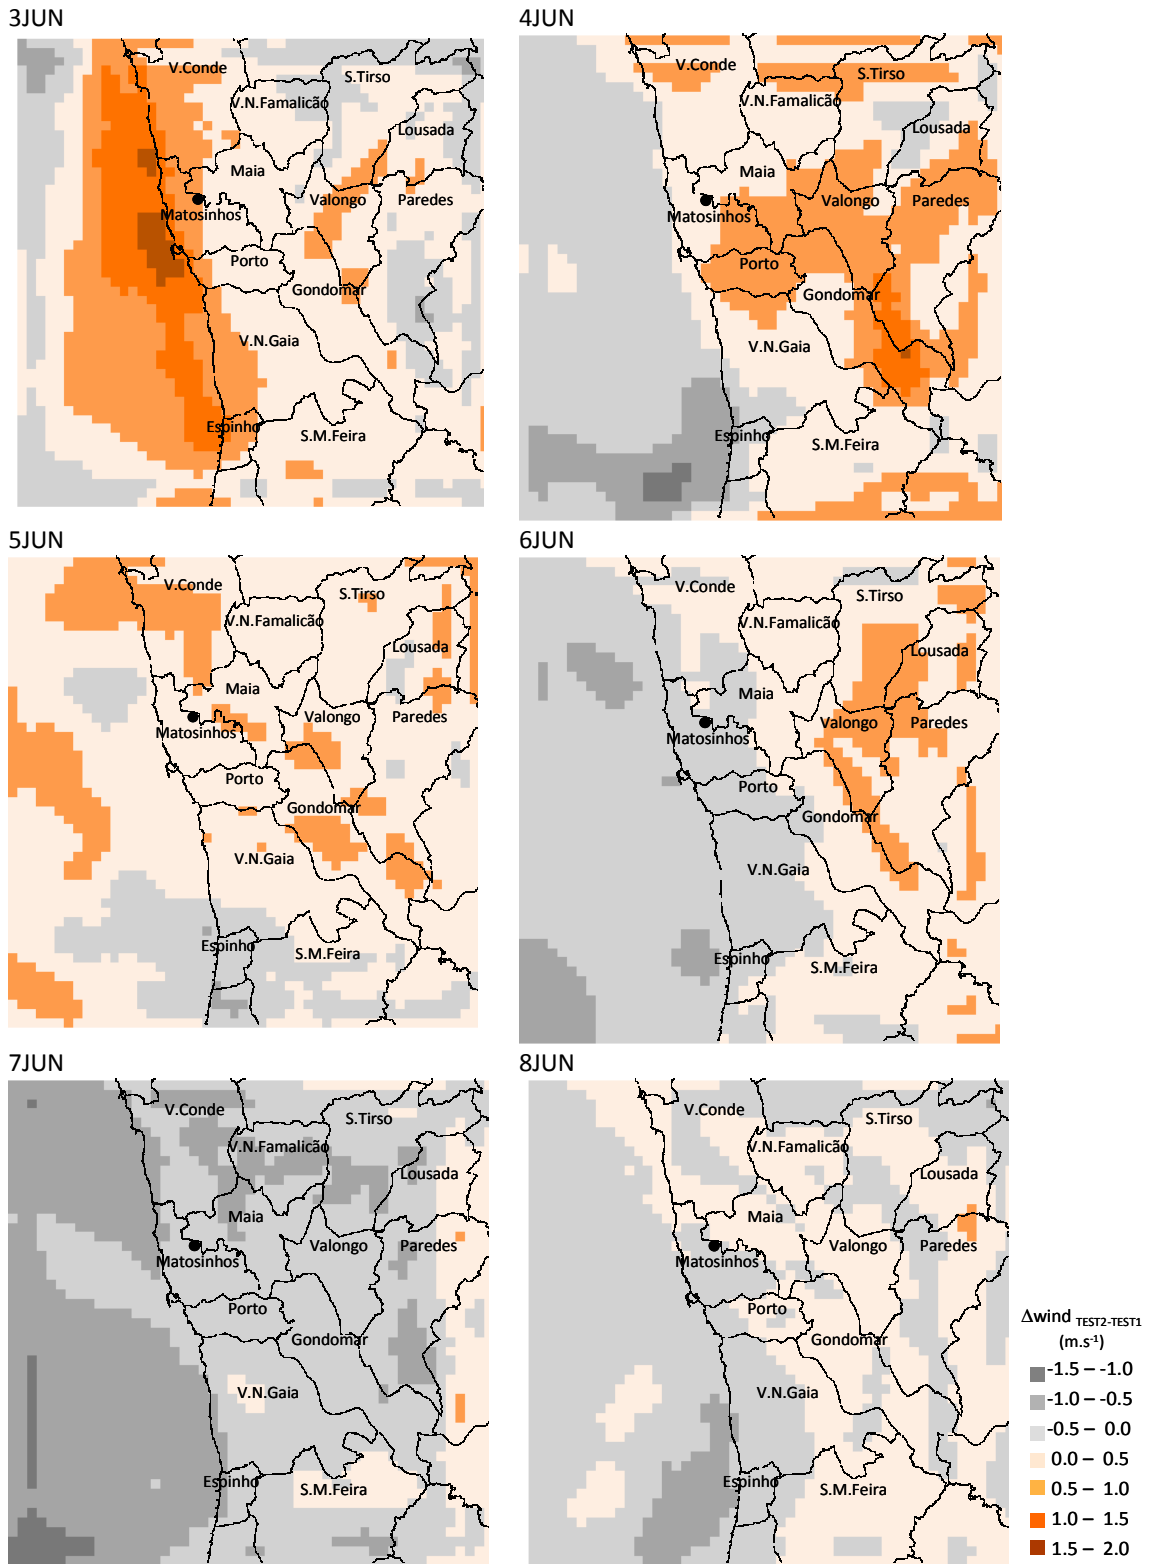 3JUN
V.Conde
S.Tirso
V.N.Famalicão
Lousada
Maia
Valongo
Paredes
Matosinhos
Porto
Gondomar
V.N.Gaia
Espinho
S.M.Feira
4JUN
V.Conde
S.Tirso
V.N.Famalicão
Lousada
Maia
Valongo
Paredes
Matosinhos
Porto
Gondomar
V.N.Gaia
Espinho
S.M.Feira
5JUN
V.Conde
S.Tirso
V.N.Famalicão
Lousada
Maia
Valongo
Paredes
Matosinhos
Porto
Gondomar
V.N.Gaia
Espinho
S.M.Feira
6JUN
V.Conde
S.Tirso
V.N.Famalicão
Lousada
Maia
Valongo
Paredes
Matosinhos
Porto
Gondomar
V.N.Gaia
Espinho
S.M.Feira
7JUN
V.Conde
S.Tirso
V.N.Famalicão
Lousada
Maia
Valongo
Paredes
Matosinhos
Porto
Gondomar
V.N.Gaia
Espinho
S.M.Feira
8JUN
V.Conde
S.Tirso
V.N.Famalicão
Lousada
Maia
Valongo
Paredes
Matosinhos
Porto
Gondomar
V.N.Gaia
Espinho
S.M.Feira
Δwind TEST2-TEST1
(m.s-1)
-1.5 – -1.0
-1.0 – -0.5
-0.5 – 0.0
0.0 – 0.5
0.5 – 1.0
1.0 – 1.5
1.5 – 2.0